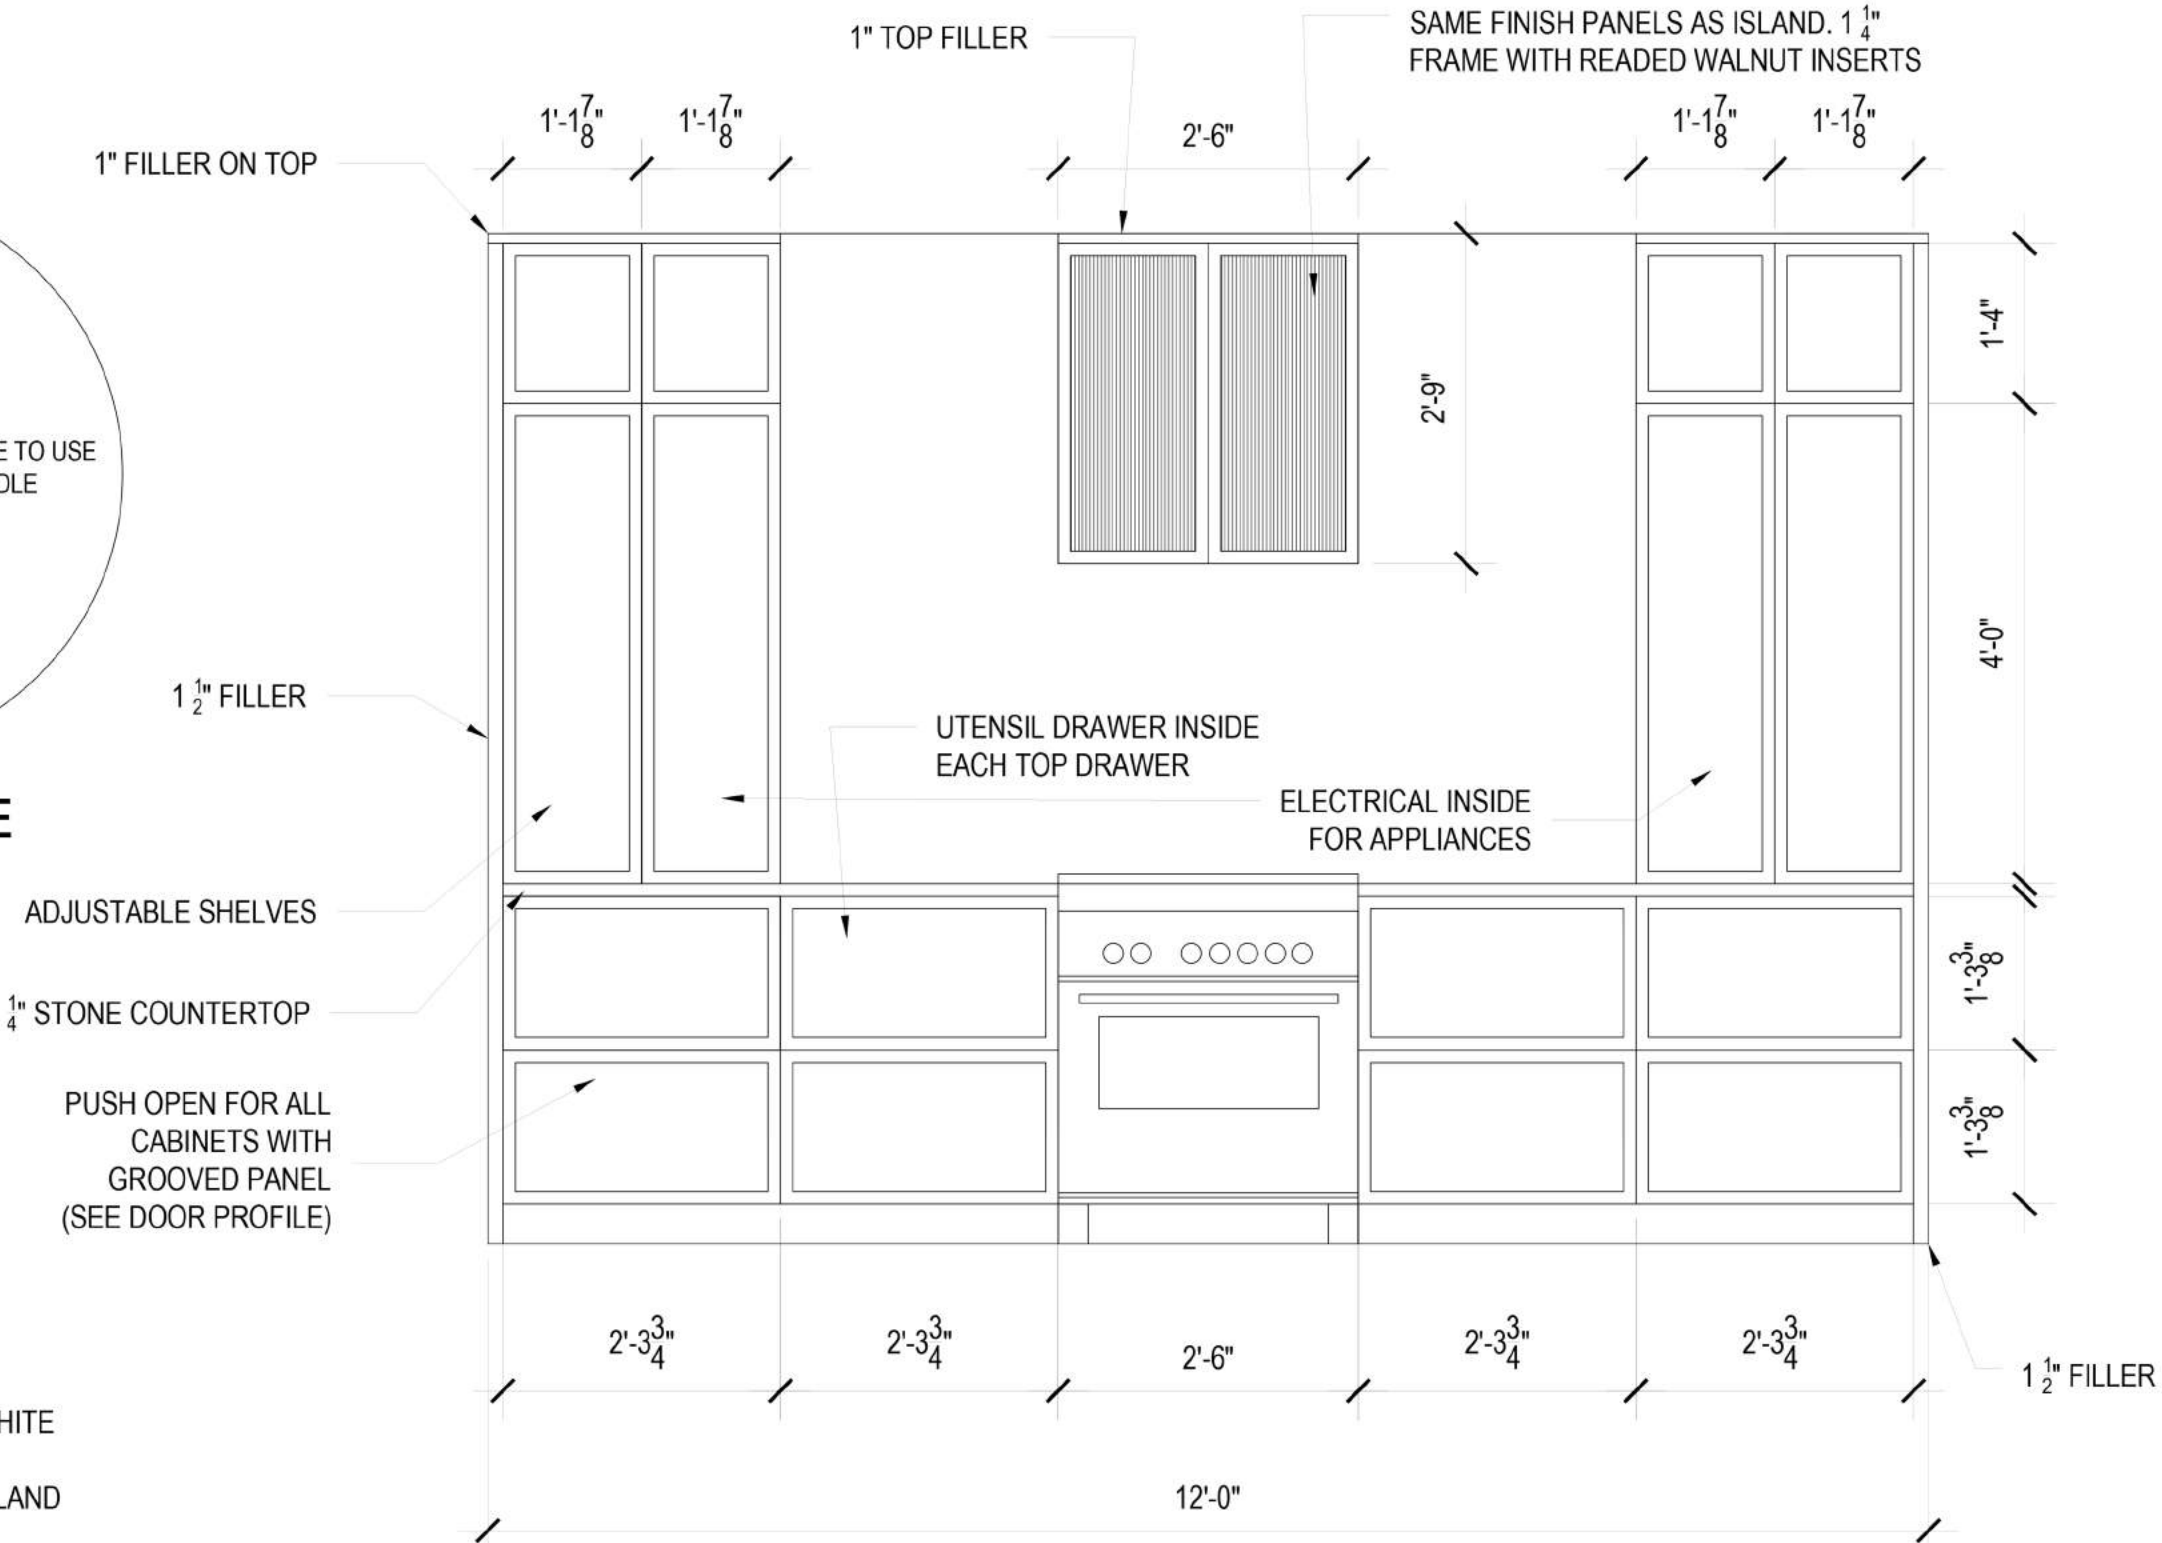 1" TOP FILLER
SAME FINISH PANELS AS ISLAND. 1 1/4"
FRAME WITH READED WALNUT INSERTS
1'-1 7/8"
1'-1 7/8"
2'-6"
1'-1 7/8"
1'-1 7/8"
1" FILLER ON TOP
1'-4"
2'-9"
E TO USE
DLE
4'-0"
1 1/2" FILLER
UTENSIL DRAWER INSIDE
EACH TOP DRAWER
ELECTRICAL INSIDE
FOR APPLIANCES
E
ADJUSTABLE SHELVES
1/4" STONE COUNTERTOP
1'-3 3/8"
PUSH OPEN FOR ALL
CABINETS WITH
GROOVED PANEL
(SEE DOOR PROFILE)
1'-3 3/8"
2'-3 3/4"
2'-3 3/4"
2'-6"
2'-3 3/4"
2'-3 3/4"
1 1/2" FILLER
HITE
LAND
12'-0"